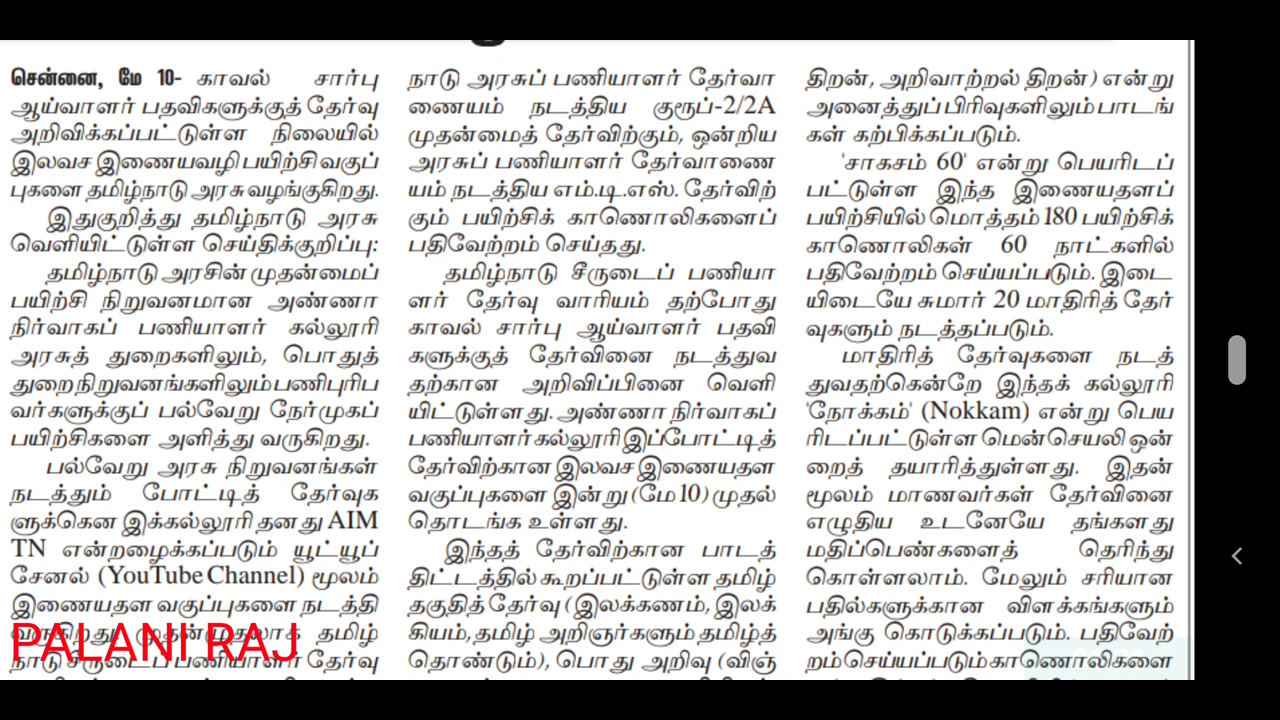 சென்னை, மே 10- காவல் சார்பு
ஆய்வாளர் பதவிகளுக்குத் தேர்வு
அறிவிக்கப்பட்டுள்ள நிலையில்
இலவச இணையவழி பயிற்சி வகுப்
புகளை தமிழ்நாடு அரசு வழங்குகிறது.
இதுகுறித்து தமிழ்நாடு அரசு
வெளியிட்டுள்ள செய்திக்குறிப்பு:
தமிழ்நாடு அரசின் முதன்மைப்
பயிற்சி நிறுவனமான அண்ணா
நிர்வாகப் பணியாளர் கல்லூரி
அரசுத் துறைகளிலும், பொதுத்
துறை நிறுவனங்களிலும் பணிபுரிப
வர்களுக்குப் பல்வேறு நேர்முகப்
பயிற்சிகளை அளித்து வருகிறது.
பல்வேறு அரசு நிறுவனங்கள்
நடத்தும் போட்டித் தேர்வுக
ளுக்கென இக்கல்லூரி தனது AIM
TN என்றழைக்கப்படும் யூட்யூப்
சேனல் (YouTube Channel) மூலம்
இணையதள வகுப்புகளை நடத்தி
வருகிறது. முதன்முதலாக தமிழ்
நாடு சீருடைப் பணியாளர் தேர்வு
PALANI RAJ
நாடு அரசுப் பணியாளர் தேர்வா
ணையம் நடத்திய குரூப்-2/2A
முதன்மைத் தேர்விற்கும், ஒன்றிய
அரசுப் பணியாளர் தேர்வாணை
யம் நடத்திய எம்.டி.எஸ். தேர்விற்
கும் பயிற்சிக் காணொலிகளைப்
பதிவேற்றம் செய்தது.
தமிழ்நாடு சீருடைப் பணியா
ளர் தேர்வு வாரியம் தற்போது
காவல் சார்பு ஆய்வாளர் பதவி
களுக்குத் தேர்வினை நடத்துவ
தற்கான அறிவிப்பினை வெளி
யிட்டுள்ளது. அண்ணா நிர்வாகப்
பணியாளர் கல்லூரி இப்போட்டித்
தேர்விற்கான இலவச இணையதள
வகுப்புகளை இன்று (மே 10) முதல்
தொடங்க உள்ளது.
இந்தத் தேர்விற்கான பாடத்
திட்டத்தில் கூறப்பட்டுள்ள தமிழ்
தகுதித் தேர்வு (இலக்கணம், இலக்
கியம், தமிழ் அறிஞர்களும் தமிழ்த்
தொண்டும்), பொது அறிவு (விஞ்
திறன், அறிவாற்றல் திறன்) என்று
அனைத்துப் பிரிவுகளிலும் பாடங்
கள் கற்பிக்கப்படும்.
'சாகசம் 60' என்று பெயரிடப்
பட்டுள்ள இந்த இணையதளப்
பயிற்சியில் மொத்தம் 180 பயிற்சிக்
காணொலிகள் 60 நாட்களில்
பதிவேற்றம் செய்யப்படும். இடை
யிடையே சுமார் 20 மாதிரித் தேர்
வுகளும் நடத்தப்படும்.
மாதிரித் தேர்வுகளை நடத்
துவதற்கென்றே இந்தக் கல்லூரி
'நோக்கம்' (Nokkam) என்று பெய
ரிடப்பட்டுள்ள மென்செயலி ஒன்
றைத் தயாரித்துள்ளது. இதன்
மூலம் மாணவர்கள் தேர்வினை
எழுதிய உடனேயே தங்களது
மதிப்பெண்களைத் தெரிந்து
கொள்ளலாம். மேலும் சரியான
பதில்களுக்கான விளக்கங்களும்
அங்கு கொடுக்கப்படும். பதிவேற்
றம்செய்யப்படும் காணொலிகளை